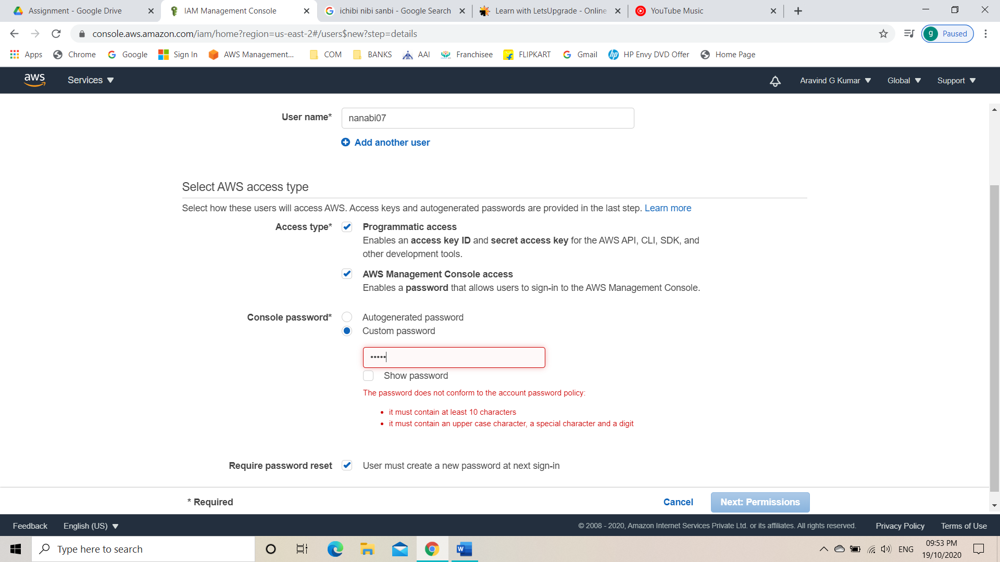 Assignment - Google Drive
IAM Management Console
ichibi nibi sanbi - Google Search
Learn with LetsUpgrade - Online
YouTube Music
console.aws.amazon.com/iam/home?region=us-east-2#/users$new?step=details
g Paused
Apps Chrome Google Sign In AWS Management... COM BANKS AAI Franchisee FLIPKART Gmail HP Envy DVD Offer Home Page
aws Services Aravind G Kumar Global Support
User name* nanabi07
Add another user
Select AWS access type
Select how these users will access AWS. Access keys and autogenerated passwords are provided in the last step. Learn more
Access type* Programmatic access
Enables an access key ID and secret access key for the AWS API, CLI, SDK, and
other development tools.
AWS Management Console access
Enables a password that allows users to sign-in to the AWS Management Console.
Console password* Autogenerated password
Custom password
•••••
Show password
The password does not conform to the account password policy:
• it must contain at least 10 characters
• it must contain an upper case character, a special character and a digit
Require password reset User must create a new password at next sign-in
* Required Cancel Next: Permissions
Feedback English (US) © 2008 - 2020, Amazon Internet Services Private Ltd. or its affiliates. All rights reserved. Privacy Policy Terms of Use
Type here to search
ENG
09:53 PM
19/10/2020